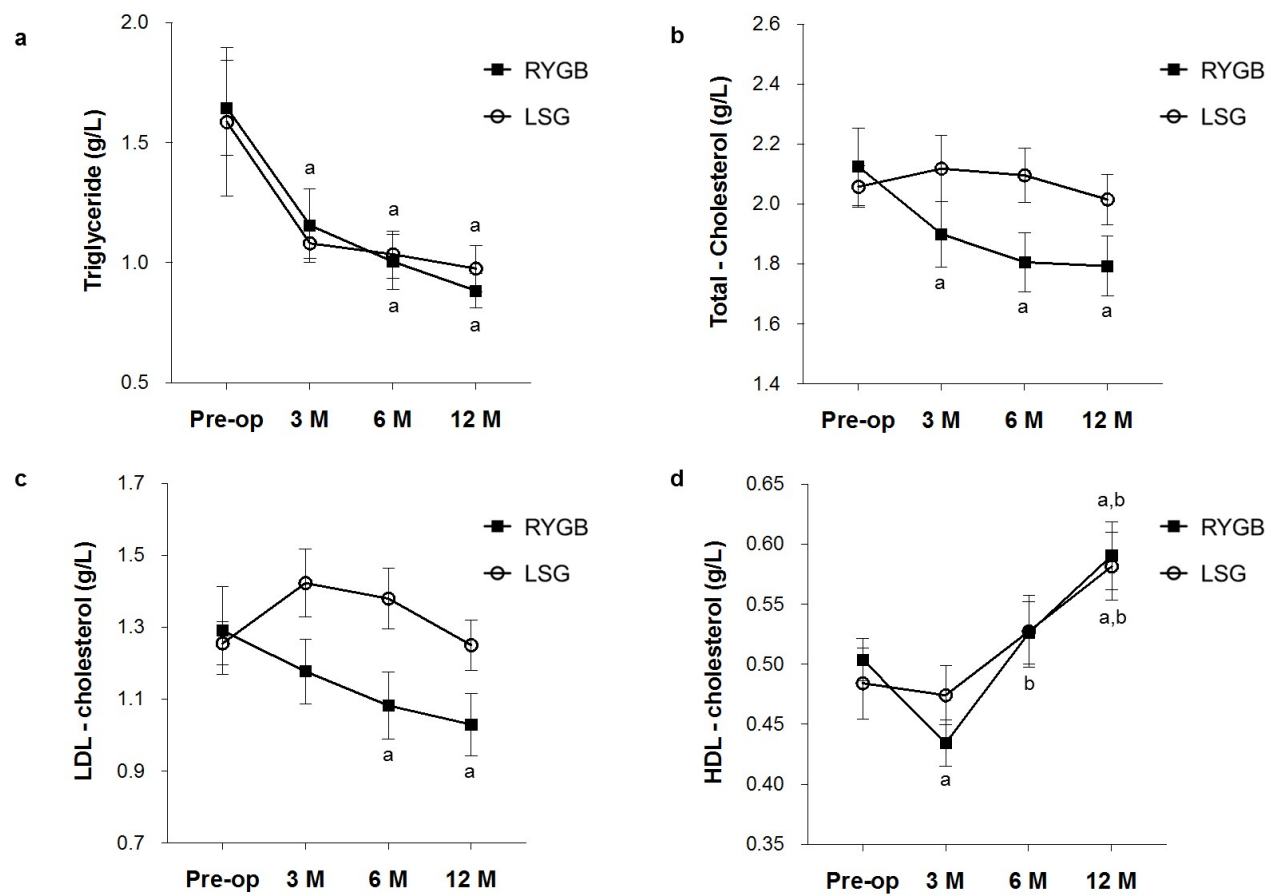 a
Triglyceride (g/L)
2.0
1.5
1.0
0.5
RYGB
LSG
a
a
a
a
a
Pre-op 3 M 6 M 12 M
b
Total - Cholesterol (g/L)
2.6
2.4
2.2
2.0
1.8
1.6
1.4
RYGB
LSG
a
a
a
Pre-op 3 M 6 M 12 M
c
LDL - cholesterol (g/L)
1.7
1.5
1.3
1.1
0.9
0.7
RYGB
LSG
a
a
Pre-op 3 M 6 M 12 M
d
HDL - cholesterol (g/L)
0.65
0.60
0.55
0.50
0.45
0.40
0.35
RYGB
LSG
a,b
a,b
b
a
Pre-op 3 M 6 M 12 M